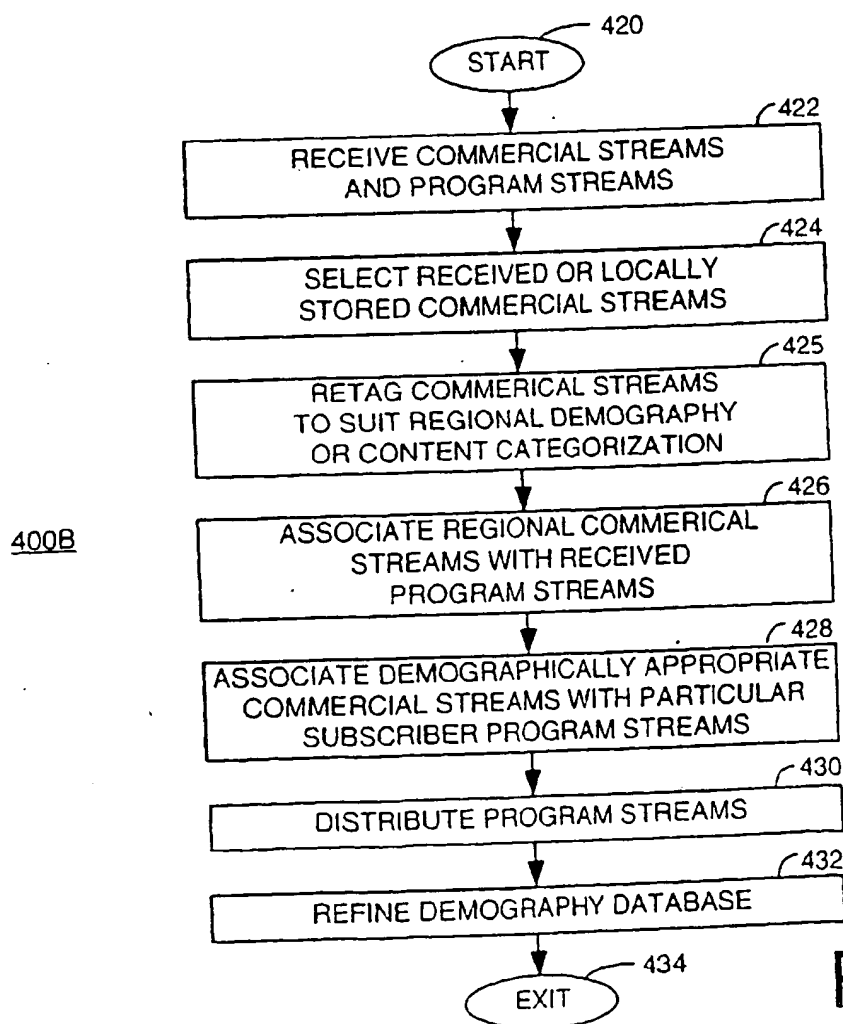 420
START
422
RECEIVE COMMERCIAL STREAMS
AND PROGRAM STREAMS
424
SELECT RECEIVED OR LOCALLY
STORED COMMERCIAL STREAMS
425
RETAG COMMERICAL STREAMS
TO SUIT REGIONAL DEMOGRAPHY
OR CONTENT CATEGORIZATION
426
400B
ASSOCIATE REGIONAL COMMERICAL
STREAMS WITH RECEIVED
PROGRAM STREAMS
428
ASSOCIATE DEMOGRAPHICALLY APPROPRIATE
COMMERCIAL STREAMS WITH PARTICULAR
SUBSCRIBER PROGRAM STREAMS
430
DISTRIBUTE PROGRAM STREAMS
432
REFINE DEMOGRAPHY DATABASE
434
EXIT